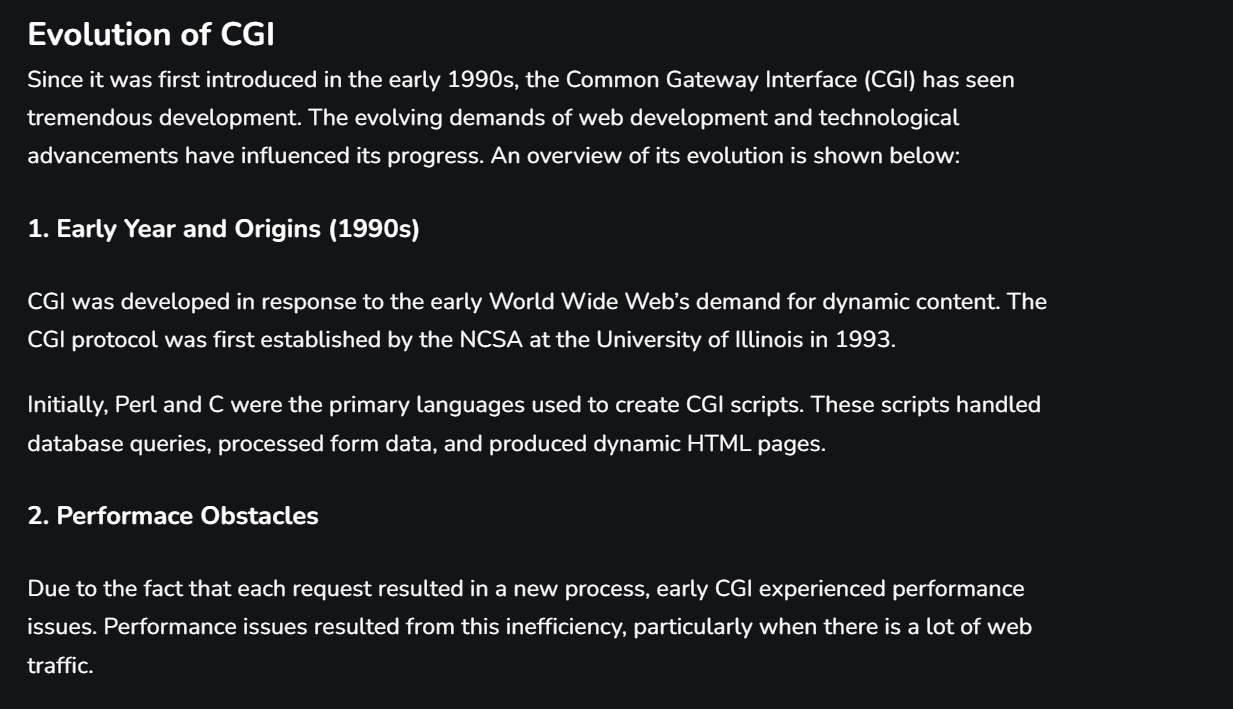 Evolution of CGI
Since it was first introduced in the early 1990s, the Common Gateway Interface (CGI) has seen
tremendous development. The evolving demands of web development and technological
advancements have influenced its progress. An overview of its evolution is shown below:
1. Early Year and Origins (1990s)
CGI was developed in response to the early World Wide Web’s demand for dynamic content. The
CGI protocol was first established by the NCSA at the University of Illinois in 1993.
Initially, Perl and C were the primary languages used to create CGI scripts. These scripts handled
database queries, processed form data, and produced dynamic HTML pages.
2. Performace Obstacles
Due to the fact that each request resulted in a new process, early CGI experienced performance
issues. Performance issues resulted from this inefficiency, particularly when there is a lot of web
traffic.